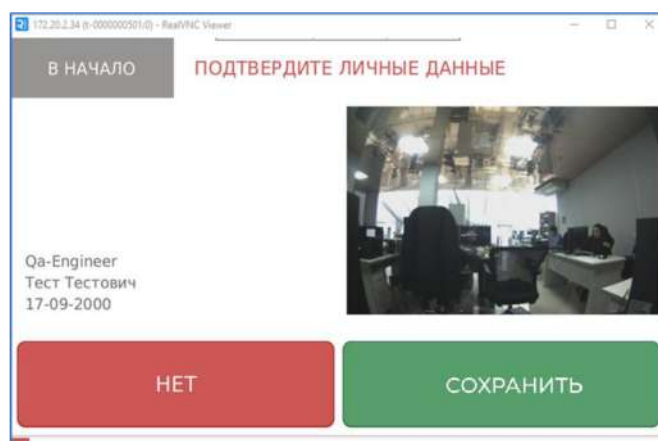 172.20.2.34 (t-0000000501:0) - RealVNC Viewer
В НАЧАЛО
ПОДТВЕРДИТЕ ЛИЧНЫЕ ДАННЫЕ
Qa-Engineer
Тест Тестович
17-09-2000
НЕТ
СОХРАНИТЬ